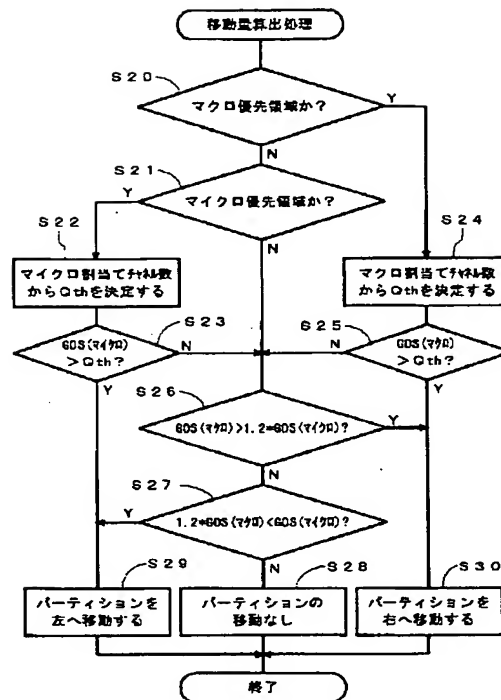 移動量算出処理
S20
マクロ優先領域か？
Y
N
S21
マイクロ優先領域か？
Y
N
S22
マイクロ割当てチャネル数
からQthを決定する
S24
マクロ割当てチャネル数
からQthを決定する
S23
GOS(マイクロ)
＞Qth？
N
Y
S25
GOS(マクロ)
＞Qth？
N
Y
S26
GOS(マクロ)>1.2*GOS(マイクロ)?
Y
N
S27
1.2*GOS(マクロ)<GOS(マイクロ)?
Y
N
S29
パーティションを
左へ移動する
S28
パーティションの
移動なし
S30
パーティションを
右へ移動する
終了